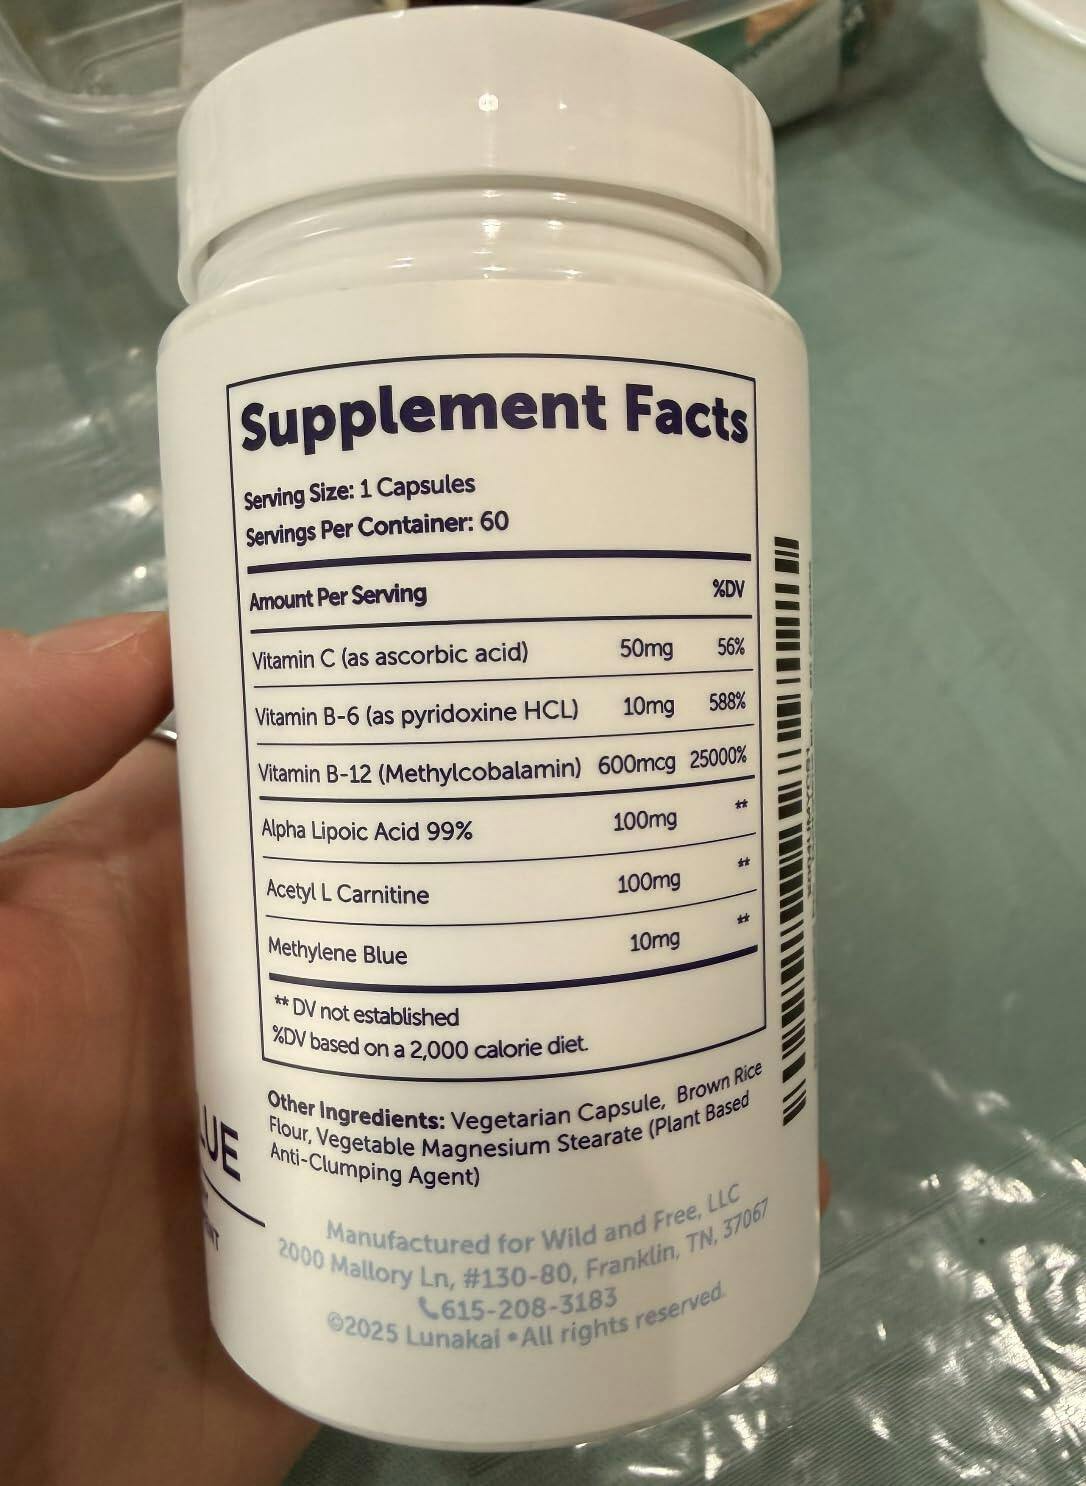 Supplement Facts
Serving Size: 1 Capsules
Servings Per Container: 60
Amount Per Serving %DV
Vitamin C (as ascorbic acid) 50mg 56%
Vitamin B-6 (as pyridoxine HCL) 10mg 588%
Vitamin B-12 (Methylcobalamin) 600mcg 25000%
Alpha Lipoic Acid 99% 100mg **
Acetyl L Carnitine 100mg **
Methylene Blue 10mg **
** DV not established
%DV based on a 2,000 calorie diet.
Other Ingredients: Vegetarian Capsule, Brown Rice
Flour, Vegetable Magnesium Stearate (Plant Based
Anti-Clumping Agent)
Manufactured for Wild and Free, LLC
2000 Mallory Ln, #130-80, Franklin, TN, 37067
615-208-3183
©2025 Lunakai • All rights reserved.